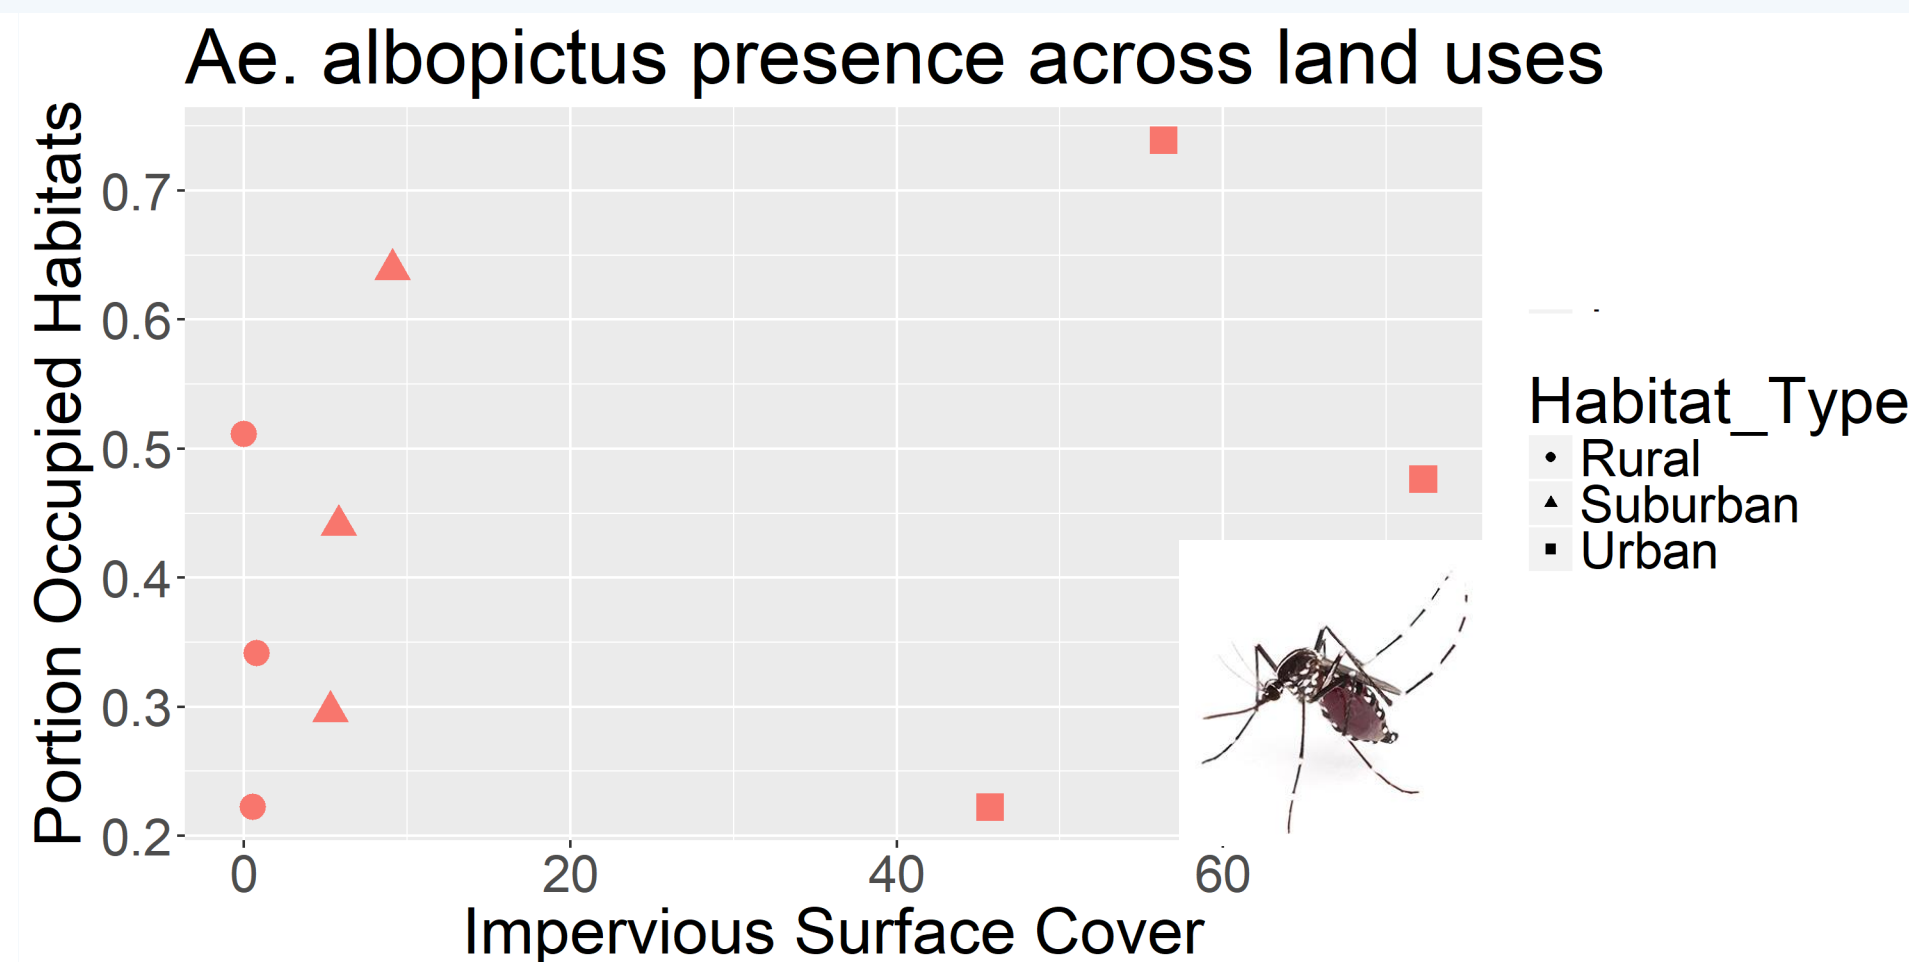 Ae. albopictus presence across land uses
Portion Occupied Habitats
0.7
0.6
0.5
0.4
0.3
0.2
0 20 40 60
Impervious Surface Cover
Habitat_Type
Rural
Suburban
Urban